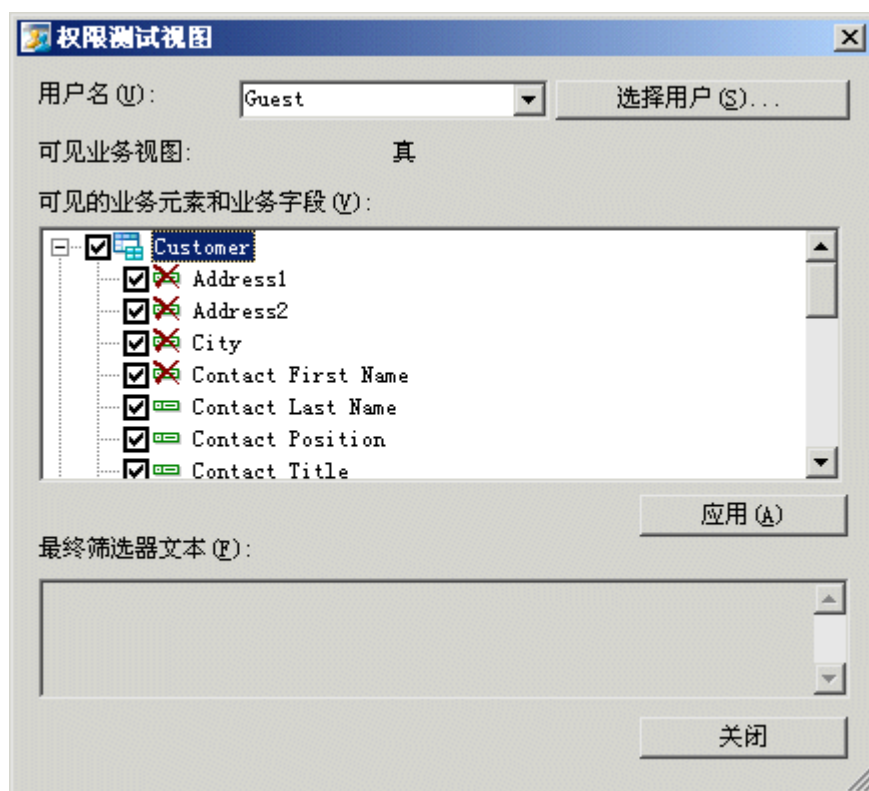 权限测试视图
用户名(U): Guest 选择用户(S)...
可见业务视图: 真
可见的业务元素和业务字段(V):
Customer
Address1
Address2
City
Contact First Name
Contact Last Name
Contact Position
Contact Title
应用(A)
最终筛选器文本(F):
关闭